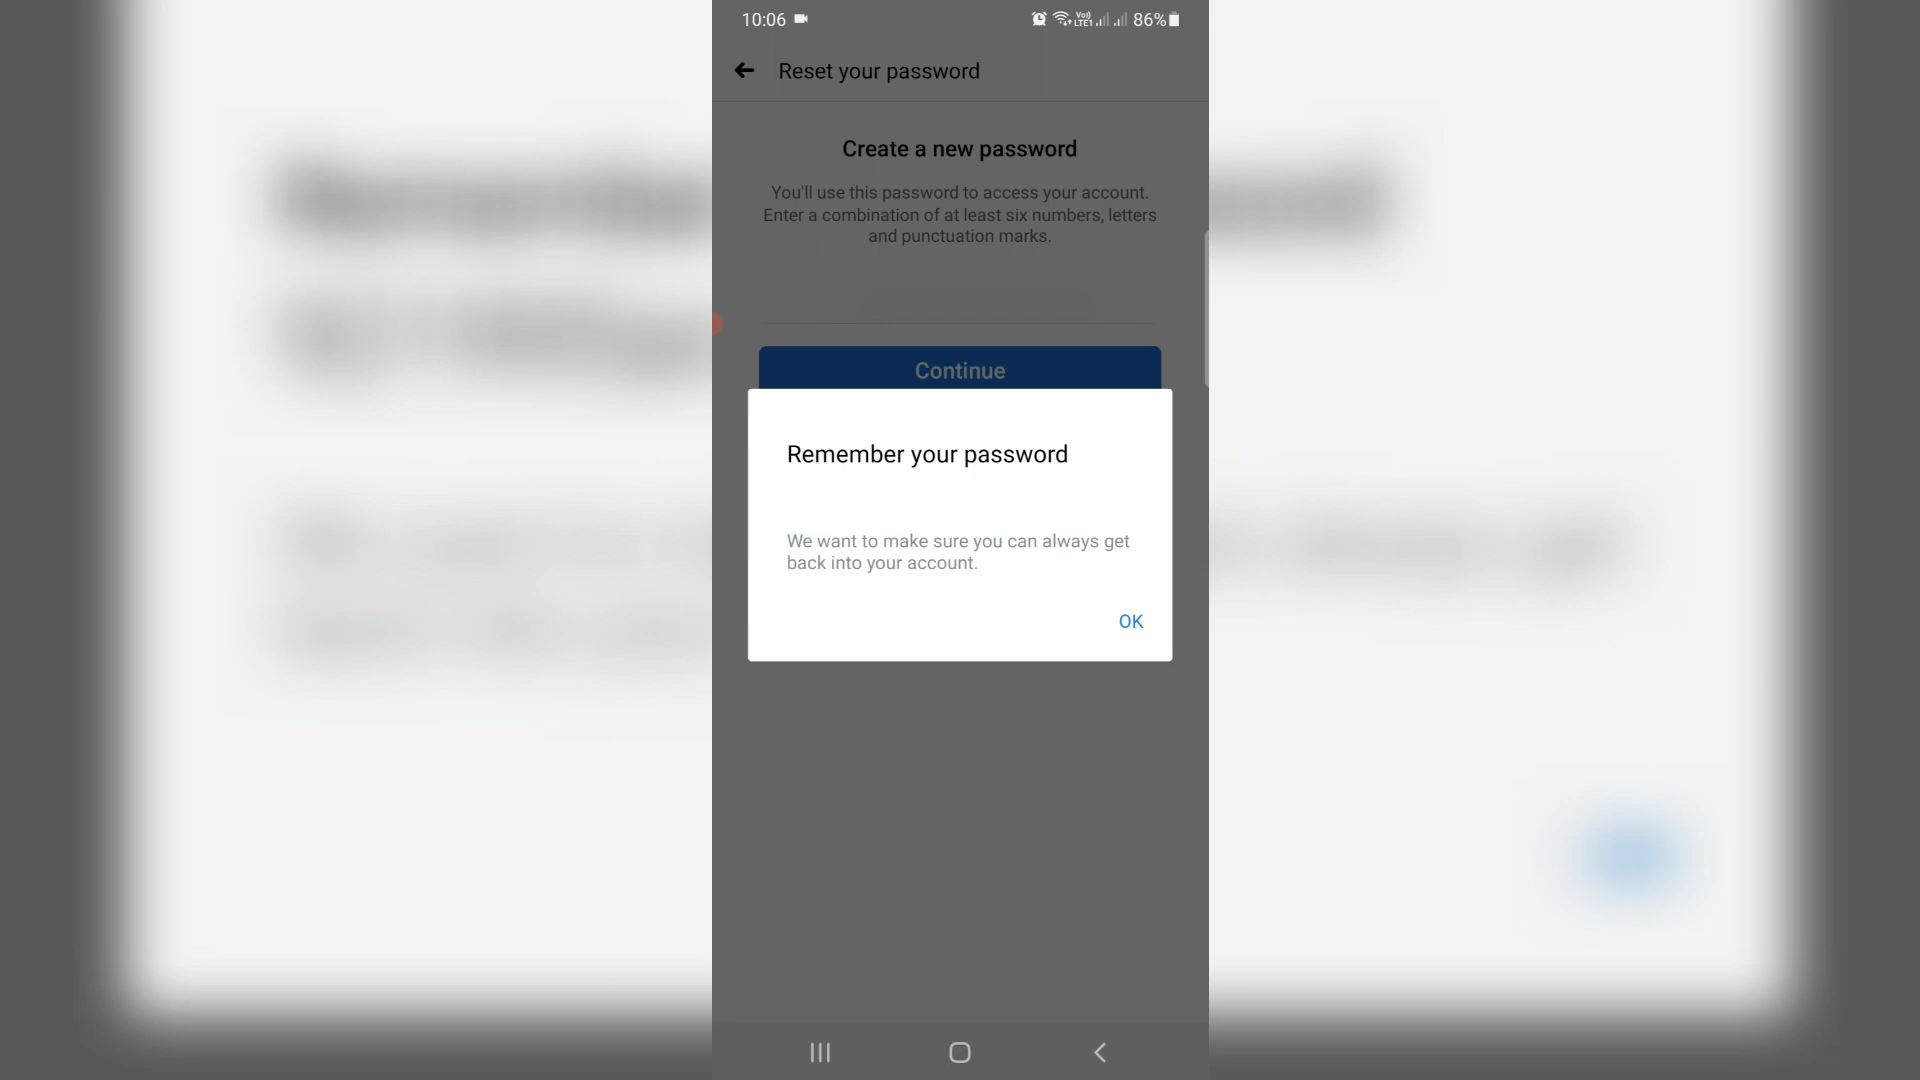 10:06
Vo)) LTE1 86%
Reset your password
Create a new password
You'll use this password to access your account.
Enter a combination of at least six numbers, letters
and punctuation marks.
Continue
Remember your password
We want to make sure you can always get
back into your account.
OK